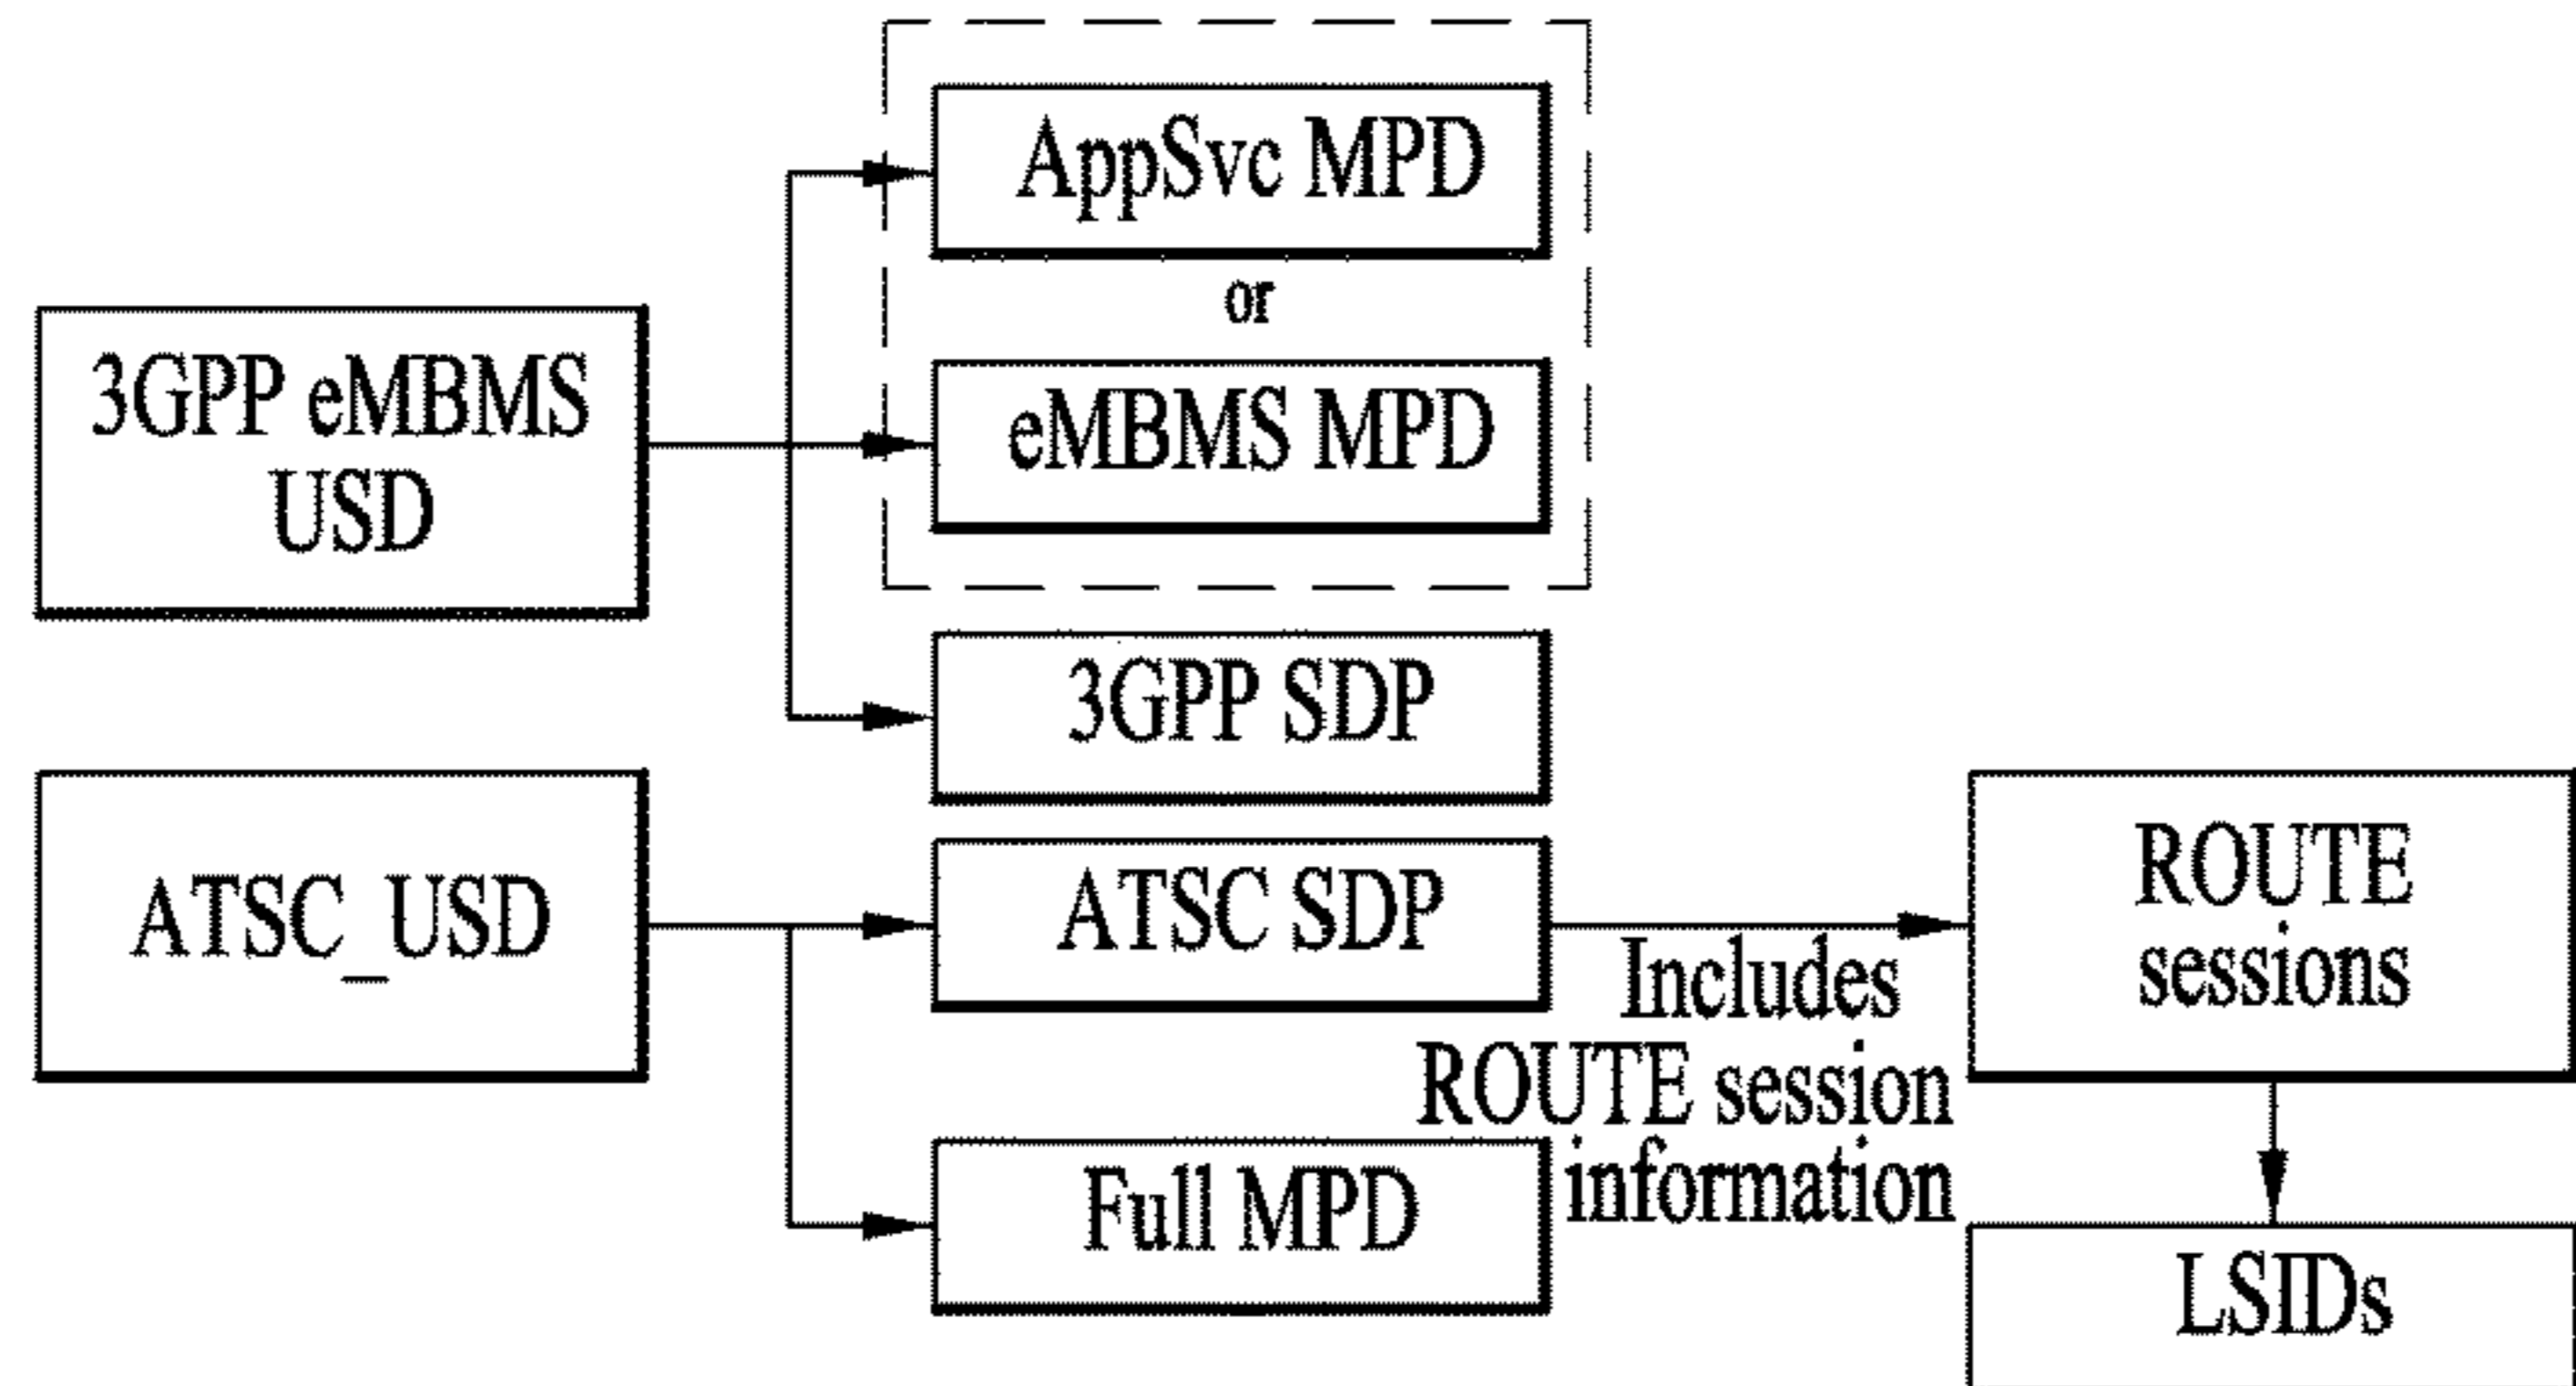 AppSvc MPD
or
3GPP eMBMS
USD
eMBMS MPD
3GPP SDP
ATSC_USD
ATSC SDP
Includes
ROUTE session
information
ROUTE
sessions
Full MPD
LSIDs